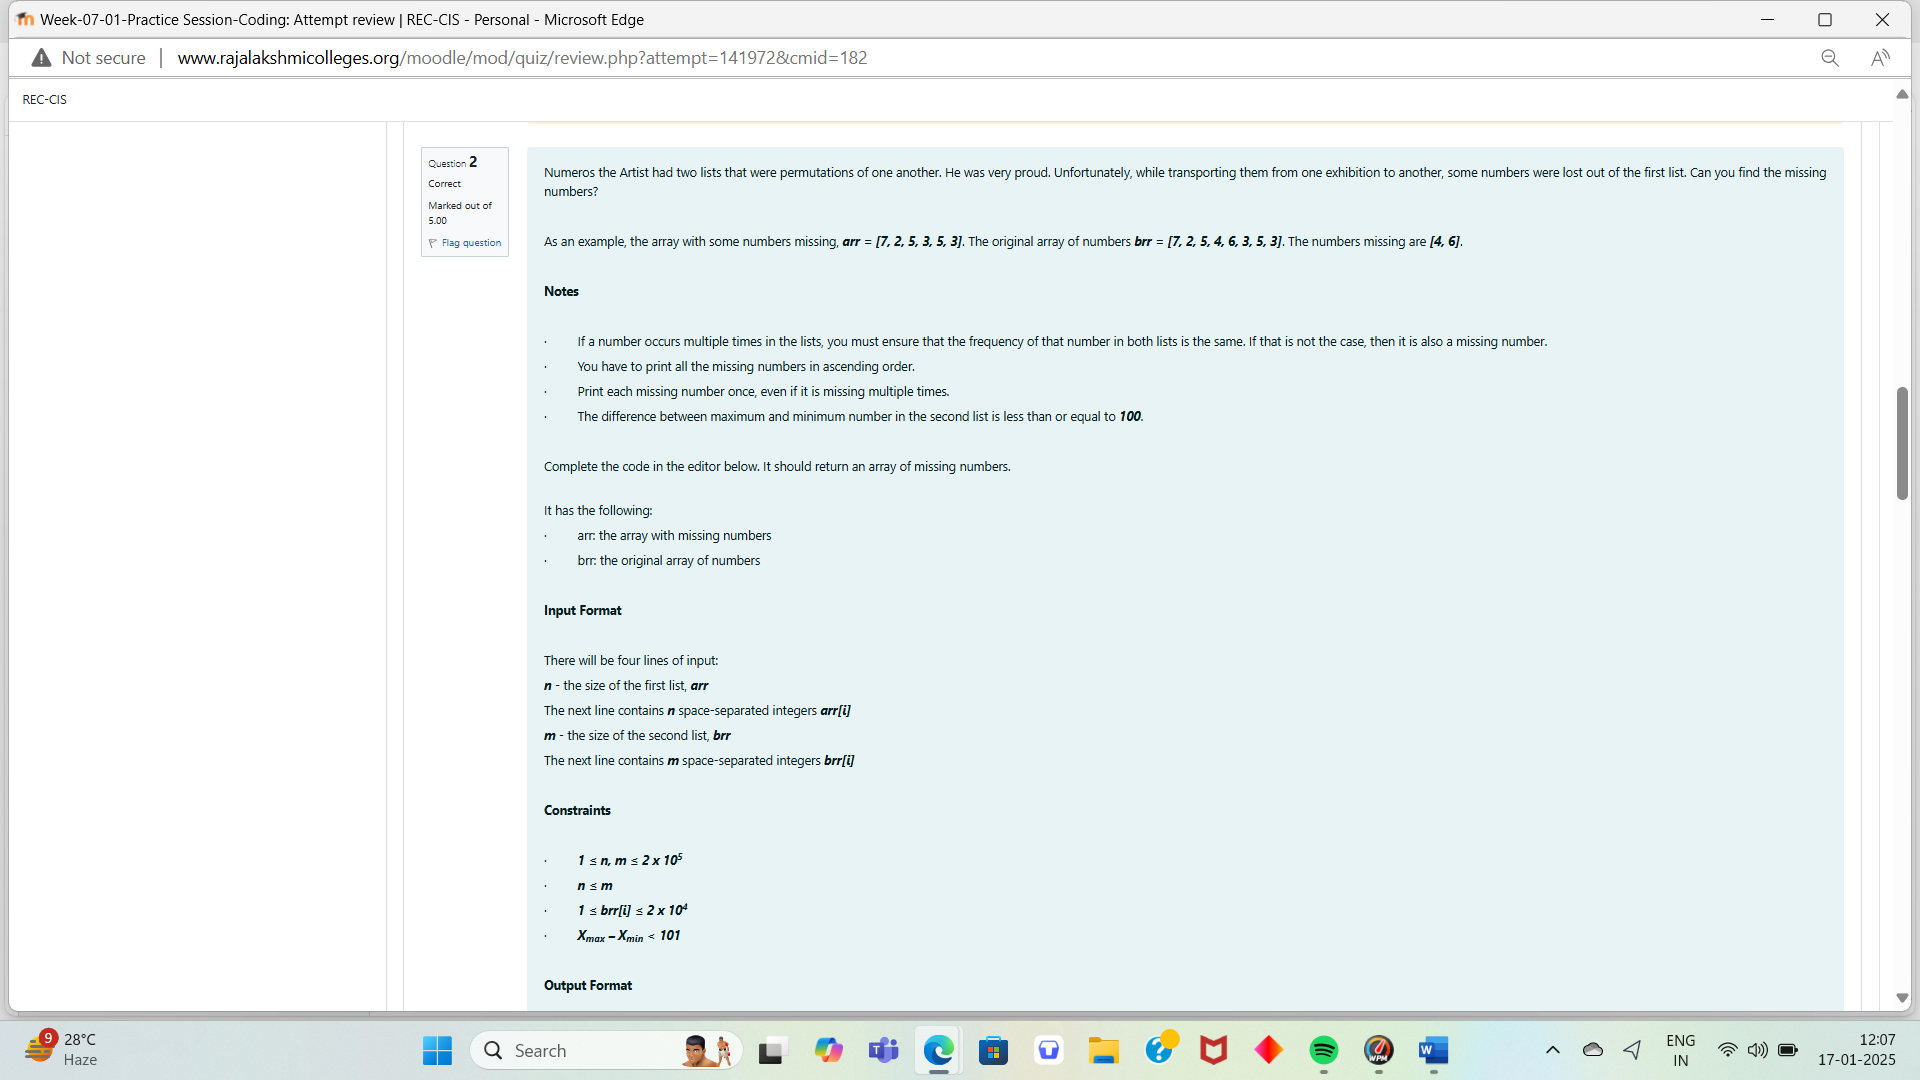 Week-07-01-Practice Session-Coding: Attempt review | REC-CIS - Personal - Microsoft Edge
Not secure | www.rajalakshmicolleges.org/moodle/mod/quiz/review.php?attempt=141972&cmid=182
REC-CIS
Question 2
Correct
Marked out of
5.00
Flag question
Numeros the Artist had two lists that were permutations of one another. He was very proud. Unfortunately, while transporting them from one exhibition to another, some numbers were lost out of the first list. Can you find the missing
numbers?
As an example, the array with some numbers missing, arr = [7, 2, 5, 3, 5, 3]. The original array of numbers brr = [7, 2, 5, 4, 6, 3, 5, 3]. The numbers missing are [4, 6].
Notes
· If a number occurs multiple times in the lists, you must ensure that the frequency of that number in both lists is the same. If that is not the case, then it is also a missing number.
· You have to print all the missing numbers in ascending order.
· Print each missing number once, even if it is missing multiple times.
· The difference between maximum and minimum number in the second list is less than or equal to 100.
Complete the code in the editor below. It should return an array of missing numbers.
It has the following:
· arr: the array with missing numbers
· brr: the original array of numbers
Input Format
There will be four lines of input:
n - the size of the first list, arr
The next line contains n space-separated integers arr[i]
m - the size of the second list, brr
The next line contains m space-separated integers brr[i]
Constraints
· 1 ≤ n, m ≤ 2 x 10⁵
· n ≤ m
· 1 ≤ brr[i] ≤ 2 x 10⁴
· Xmax – Xmin < 101
Output Format
9
28°C
Haze
Search
WPM
ENG
IN
12:07
17-01-2025